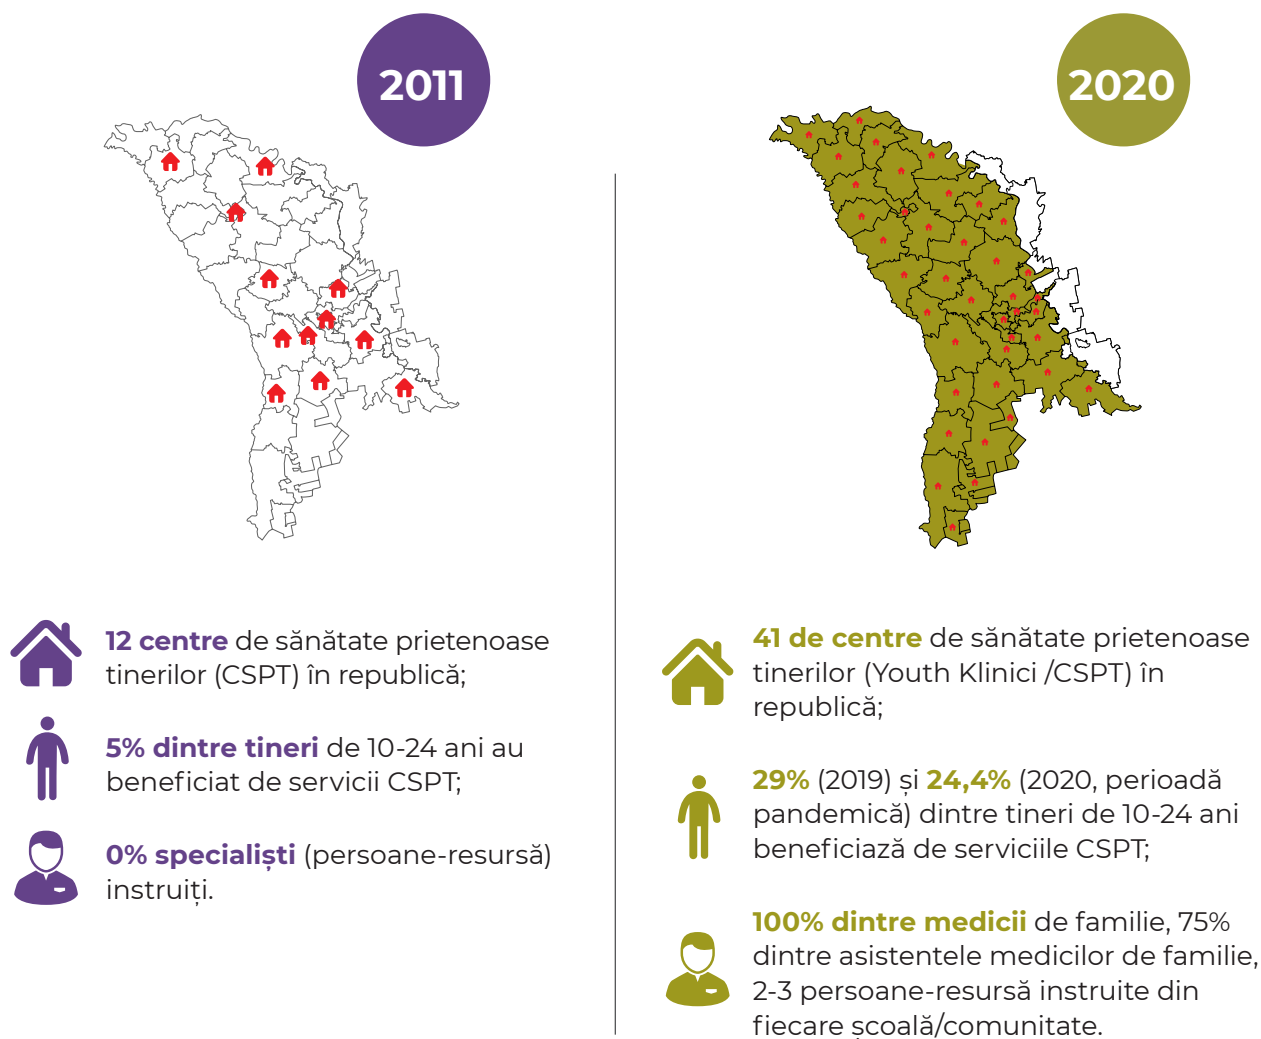 2011
12 centre de sănătate prietenoase
tinerilor (CSPT) în republică;
5% dintre tineri de 10-24 ani au
beneficiat de servicii CSPT;
0% specialiști (persoane-resursă)
instruiți.
2020
41 de centre de sănătate prietenoase
tinerilor (Youth Klinici /CSPT) în
republică;
29% (2019) și 24,4% (2020, perioadă
pandemică) dintre tineri de 10-24 ani
beneficiază de serviciile CSPT;
100% dintre medicii de familie, 75%
dintre asistentele medicilor de familie,
2-3 persoane-resursă instruite din
fiecare școală/comunitate.